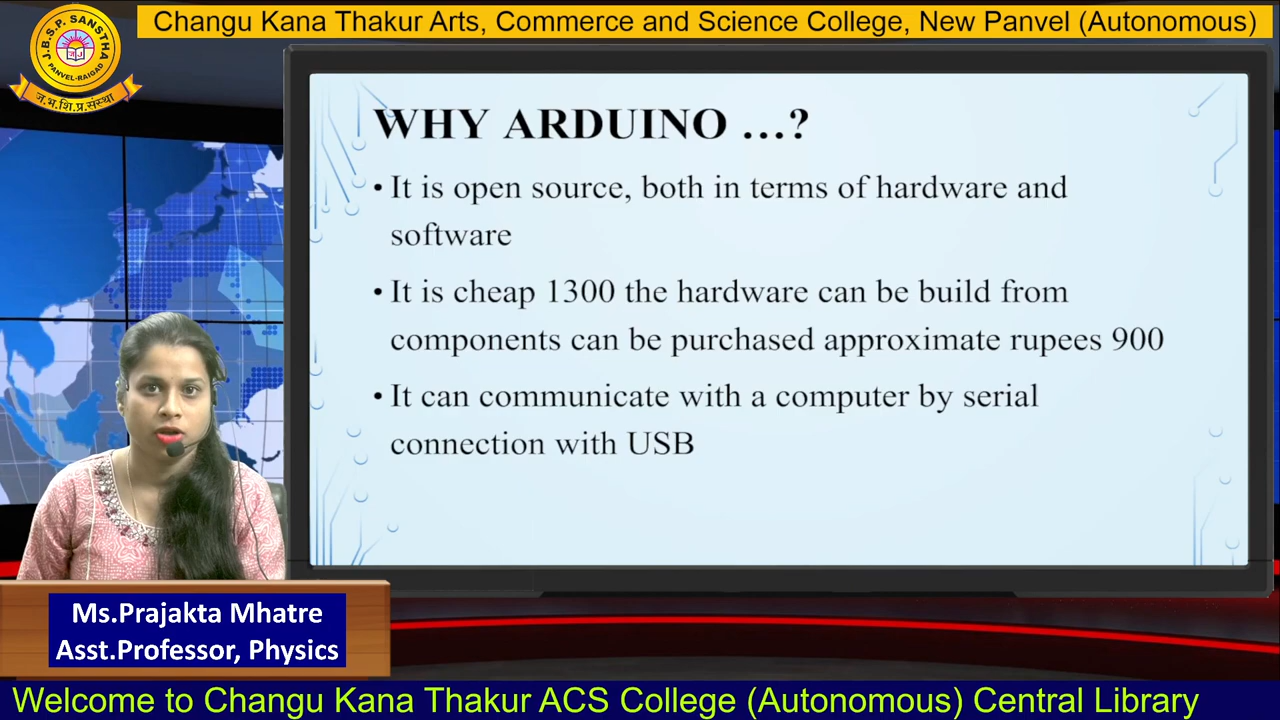 Changu Kana Thakur Arts, Commerce and Science College, New Panvel (Autonomous)
J.B.S.P. SANSTHA
PANVEL-RAIGAD
ज.भ.शि.प्र.संस्था
WHY ARDUINO ...?
• It is open source, both in terms of hardware and
software
• It is cheap 1300 the hardware can be build from
components can be purchased approximate rupees 900
• It can communicate with a computer by serial
connection with USB
Ms.Prajakta Mhatre
Asst.Professor, Physics
Welcome to Changu Kana Thakur ACS College (Autonomous) Central Library